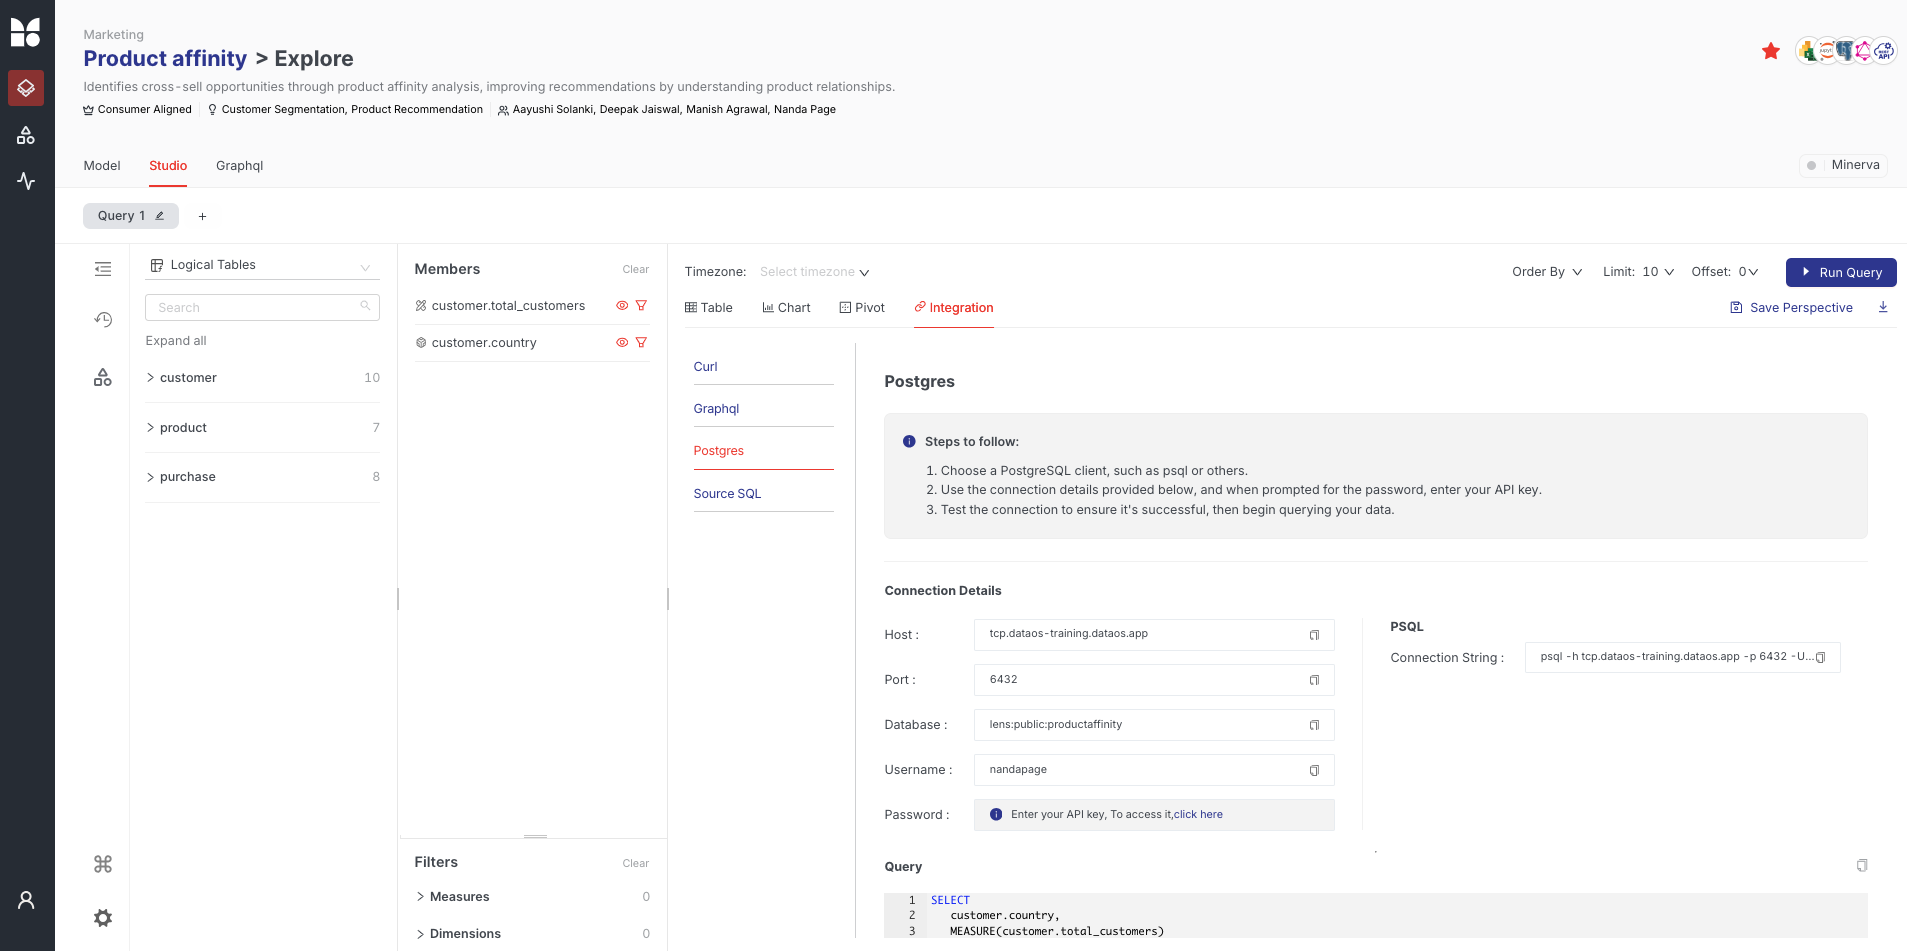 Marketing
Product affinity > Explore
Identifies cross-sell opportunities through product affinity analysis, improving recommendations by understanding product relationships.
Consumer Aligned Customer Segmentation, Product Recommendation Aayushi Solanki, Deepak Jaiswal, Manish Agrawal, Nanda Page
Model Studio Graphql
Minerva
Query 1 +
Logical Tables
Search
Expand all
customer 10
product 7
purchase 8
Members Clear
customer.total_customers
customer.country
Filters Clear
Measures 0
Dimensions 0
Timezone: Select timezone
Order By Limit: 10 Offset: 0 Run Query
Table Chart Pivot Integration
Save Perspective
Curl
Graphql
Postgres
Source SQL
Postgres
Steps to follow:
1. Choose a PostgreSQL client, such as psql or others.
2. Use the connection details provided below, and when prompted for the password, enter your API key.
3. Test the connection to ensure it's successful, then begin querying your data.
Connection Details
Host : tcp.dataos-training.dataos.app
Port : 6432
Database : lens:public:productaffinity
Username : nandapage
Password : Enter your API key, To access it,click here
PSQL
Connection String : psql -h tcp.dataos-training.dataos.app -p 6432 -U...
Query
1 SELECT
2 customer.country,
3 MEASURE(customer.total_customers)